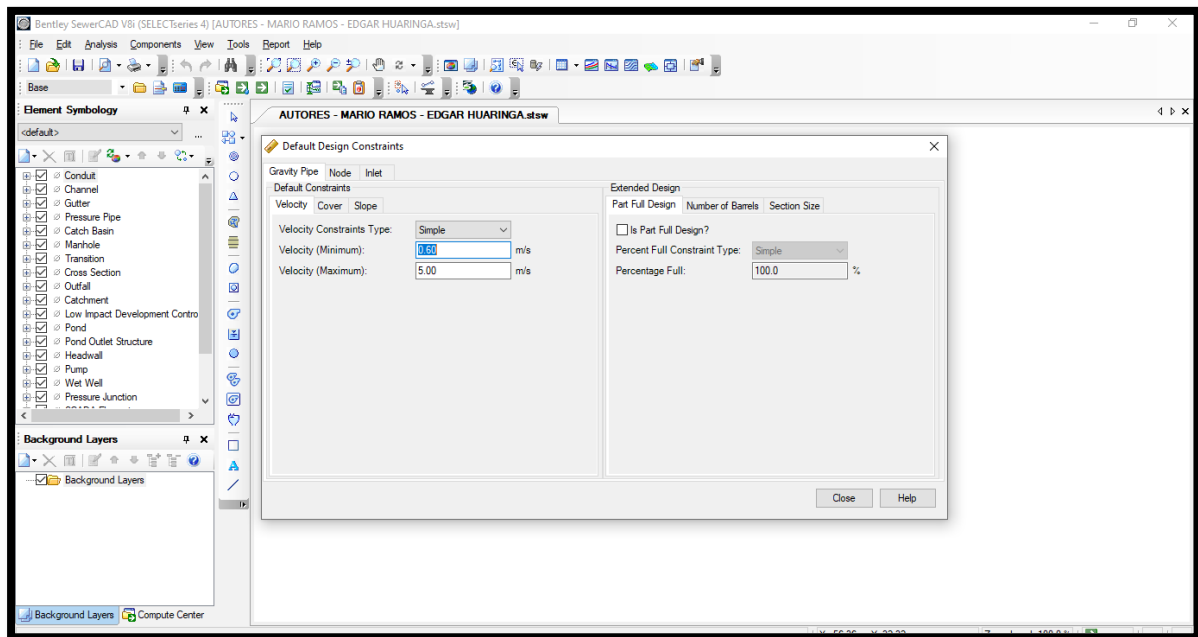 Bentley SewerCAD V8i (SELECTseries 4) [AUTORES - MARIO RAMOS - EDGAR HUARINGA.stsw]
File Edit Analysis Components View Tools Report Help
Base
Element Symbology
<default>
...
Conduit
Channel
Gutter
Pressure Pipe
Catch Basin
Manhole
Transition
Cross Section
Outfall
Catchment
Low Impact Development Contro
Pond
Pond Outlet Structure
Headwall
Pump
Wet Well
Pressure Junction
Background Layers
Background Layers
Background Layers Compute Center
AUTORES - MARIO RAMOS - EDGAR HUARINGA.stsw
Default Design Constraints
Gravity Pipe Node Inlet
Default Constraints
Velocity Cover Slope
Velocity Constraints Type: Simple
Velocity (Minimum): 0.60 m/s
Velocity (Maximum): 5.00 m/s
Extended Design
Part Full Design Number of Barrels Section Size
Is Part Full Design?
Percent Full Constraint Type: Simple
Percentage Full: 100.0 %
Close Help